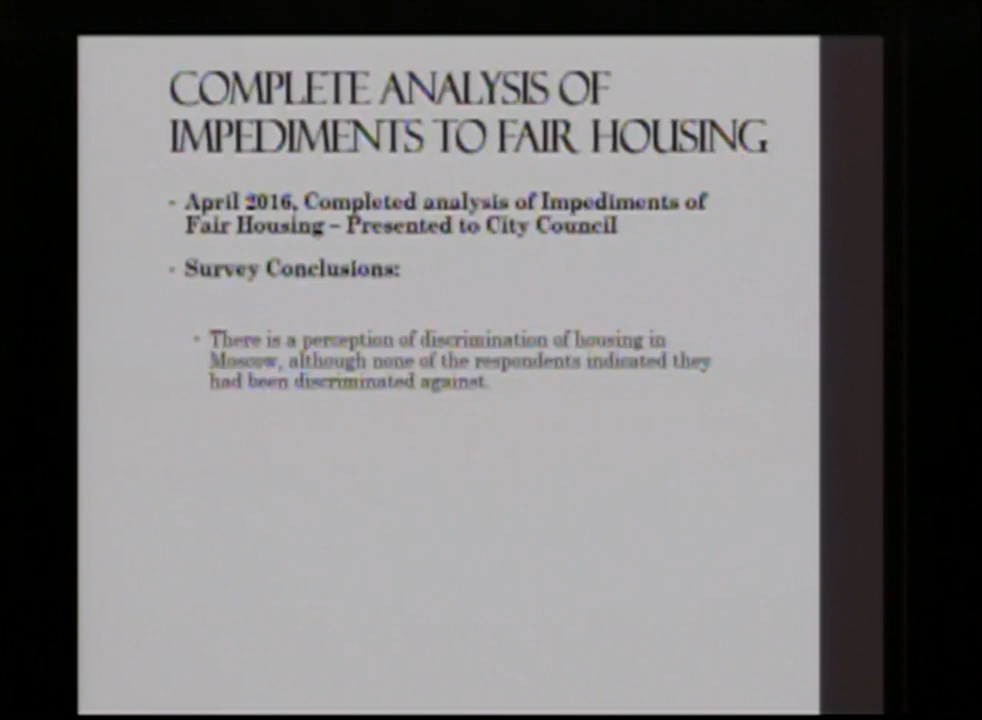 COMPLETE ANALYSIS OF
IMPEDIMENTS TO FAIR HOUSING
- April 2016, Completed analysis of Impediments of
Fair Housing – Presented to City Council
• Survey Conclusions:
• There is a perception of discrimination of housing in
Moscow, although none of the respondents indicated they
had been discriminated against.